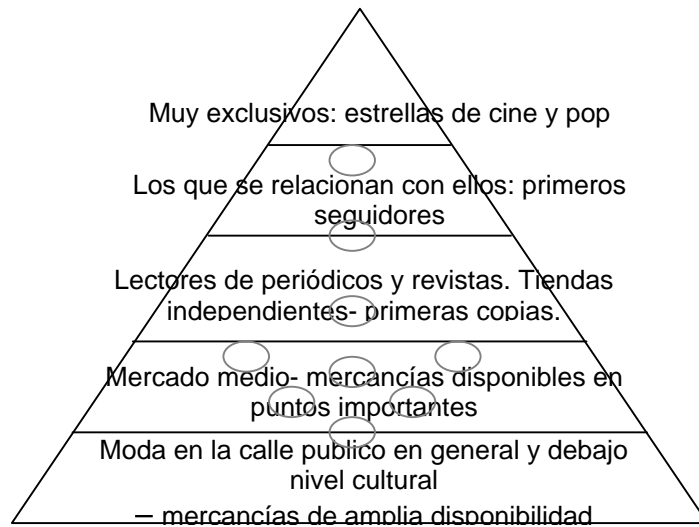 Muy exclusivos: estrellas de cine y pop
Los que se relacionan con ellos: primeros
seguidores
Lectores de periódicos y revistas. Tiendas
independientes- primeras copias.
Mercado medio- mercancías disponibles en
puntos importantes
Moda en la calle publico en general y debajo
nivel cultural
– mercancías de amplia disponibilidad